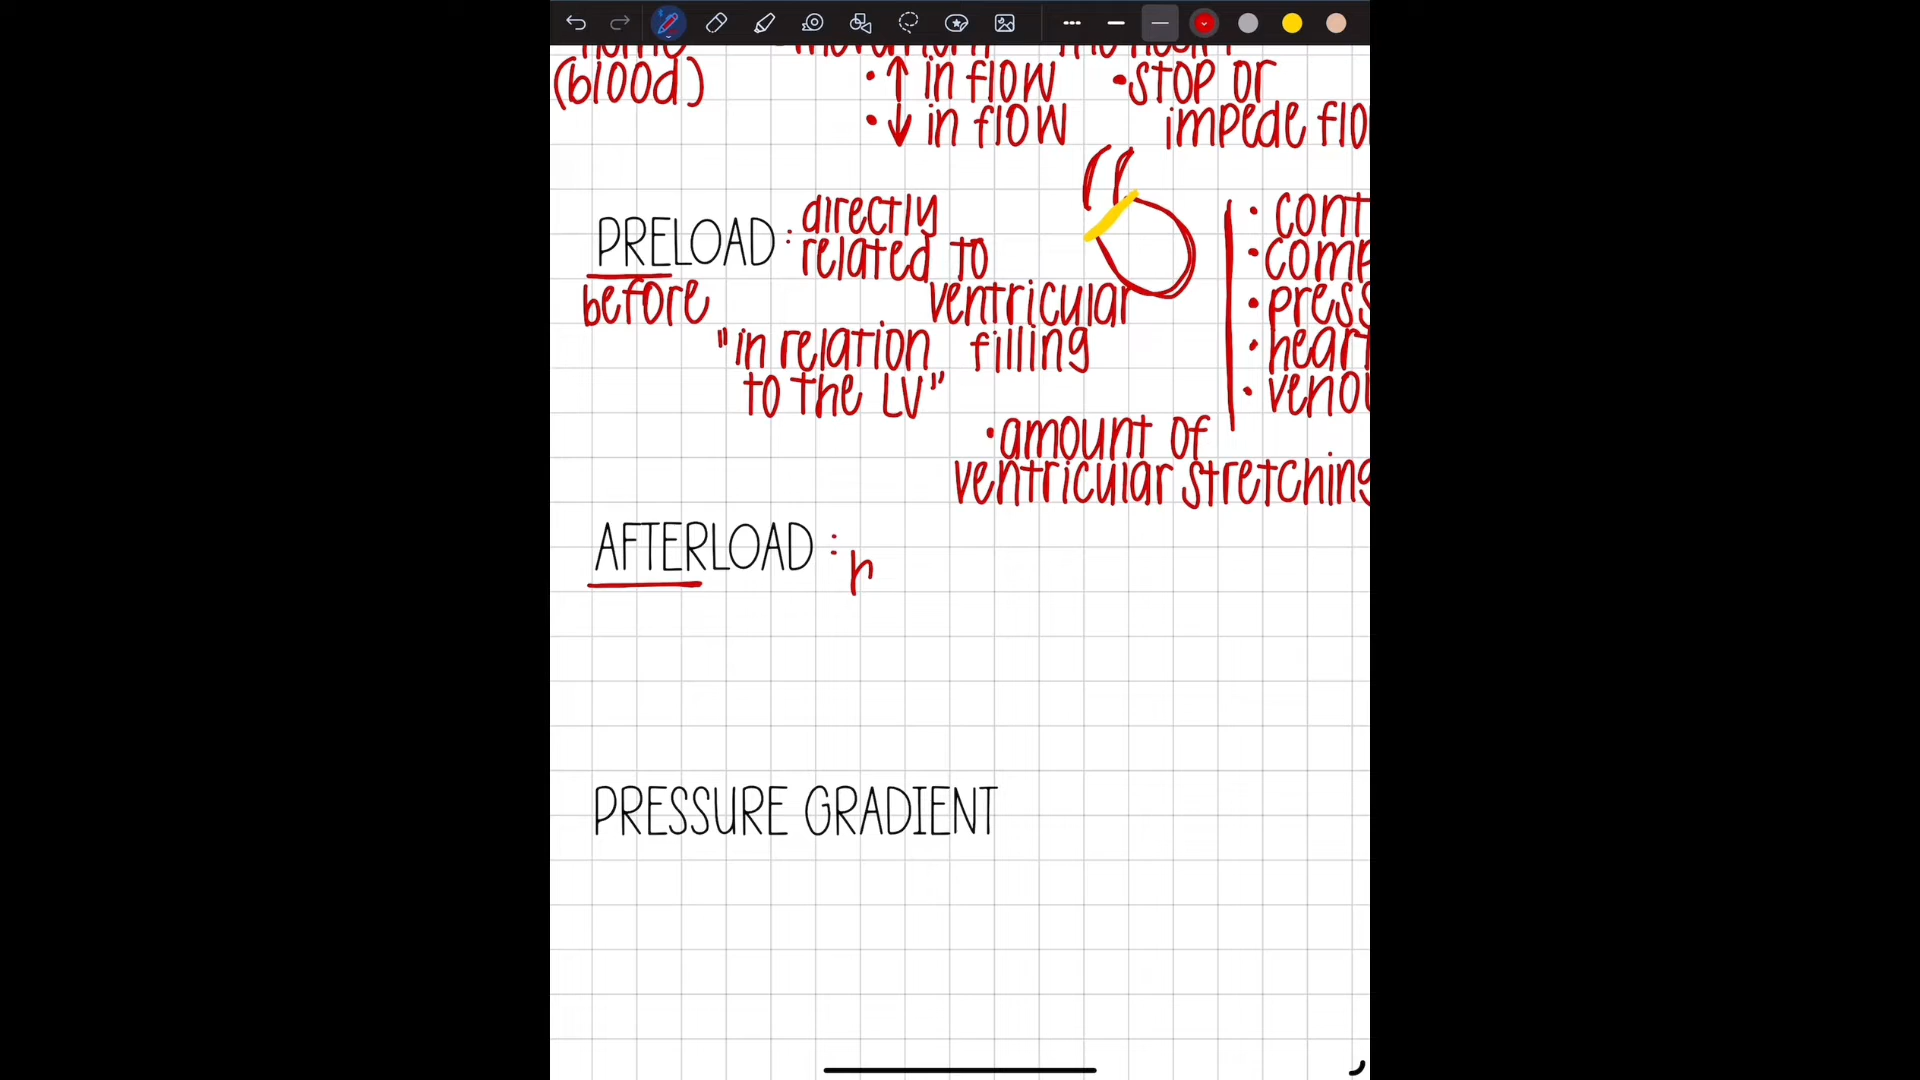 (blood)
• ↑ in flow
• ↓ in flow
• stop or
impede flo
PRELOAD: directly
related to
ventricular
filling
before
"in relation
to the LV"
• cont
• comp
• press
• heart
• venou
• amount of
ventricular stretching
AFTERLOAD: r
PRESSURE GRADIENT